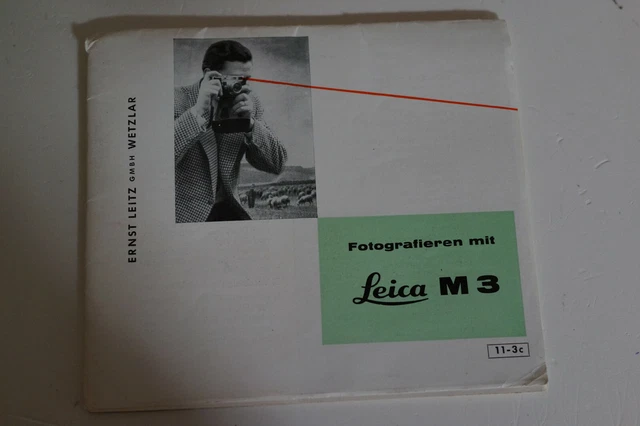 ERNST LEITZ GMBH WETZLAR
Fotografieren mit
Leica M3
11-3c